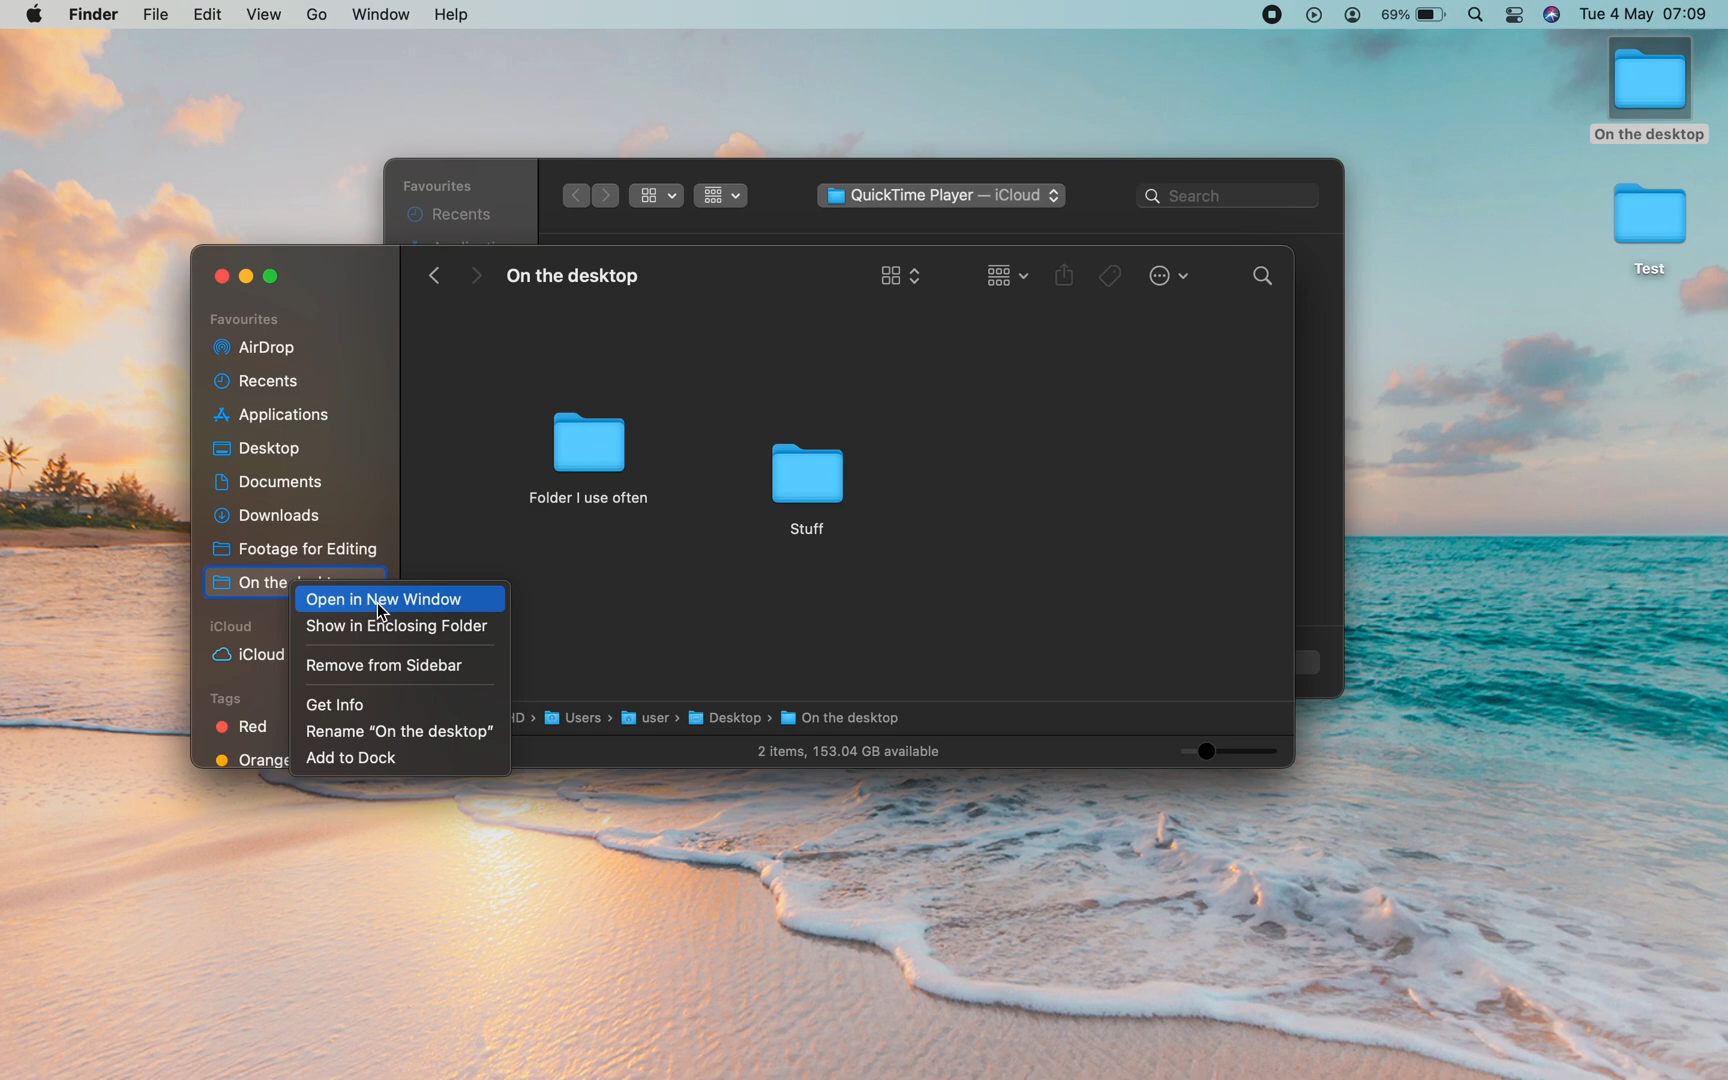 Finder File Edit View Go Window Help 69% Tue 4 May 07:09
On the desktop
Test
Favourites
Recents
QuickTime Player — iCloud
Search
On the desktop
Favourites
AirDrop
Recents
Applications
Desktop
Documents
Downloads
Footage for Editing
On the
iCloud
iCloud
Tags
Red
Orange
Folder I use often
Stuff
Open in New Window
Show in Enclosing Folder
Remove from Sidebar
Get Info
Rename “On the desktop”
Add to Dock
HD › Users › user › Desktop › On the desktop
2 items, 153.04 GB available